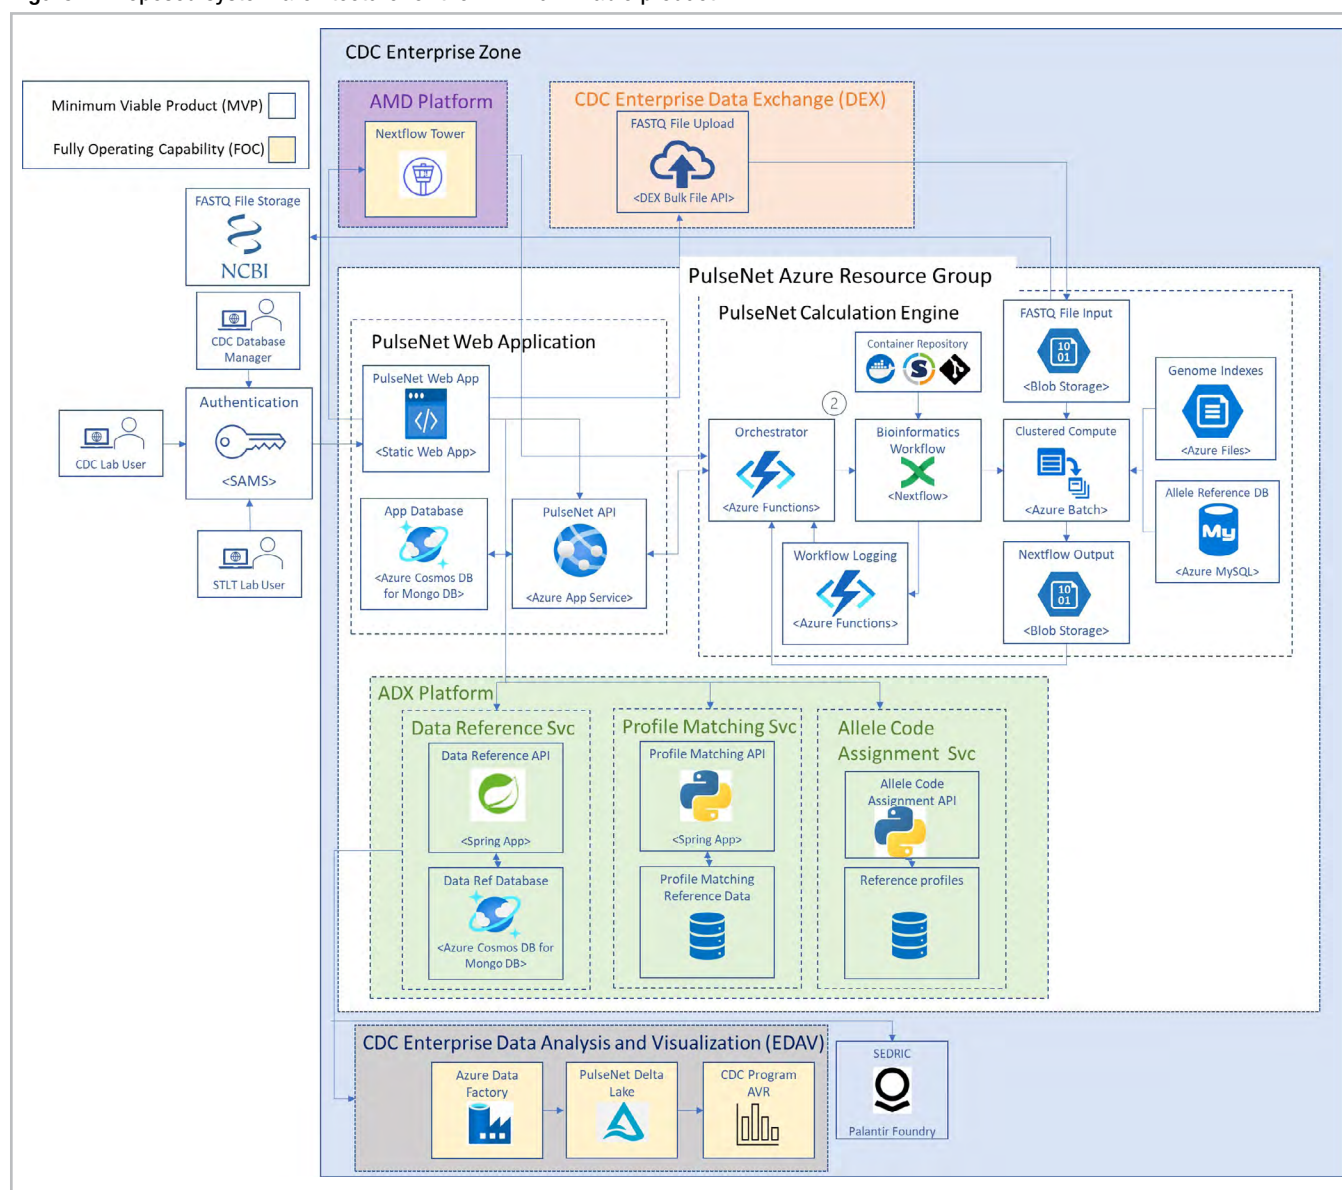 CDC Enterprise Zone
Minimum Viable Product (MVP)
Fully Operating Capability (FOC)
AMD Platform
Nextflow Tower
CDC Enterprise Data Exchange (DEX)
FASTQ File Upload
<DEX Bulk File API>
FASTQ File Storage
NCBI
CDC Database
Manager
Authentication
<SAMS>
CDC Lab User
STLT Lab User
PulseNet Azure Resource Group
PulseNet Web Application
PulseNet Web App
<Static Web App>
App Database
<Azure Cosmos DB
for Mongo DB>
PulseNet API
<Azure App Service>
PulseNet Calculation Engine
Container Repository
S
2
Orchestrator
<Azure Functions>
Bioinformatics
Workflow
<Nextflow>
Workflow Logging
<Azure Functions>
FASTQ File Input
10
01
<Blob Storage>
Clustered Compute
<Azure Batch>
Nextflow Output
10
01
<Blob Storage>
Genome Indexes
<Azure Files>
Allele Reference DB
My
<Azure MySQL>
ADX Platform
Data Reference Svc
Data Reference API
<Spring App>
Data Ref Database
<Azure Cosmos DB for
Mongo DB>
Profile Matching Svc
Profile Matching API
<Spring App>
Profile Matching
Reference Data
Allele Code
Assignment Svc
Allele Code
Assignment API
Reference profiles
CDC Enterprise Data Analysis and Visualization (EDAV)
Azure Data
Factory
PulseNet Delta
Lake
CDC Program
AVR
SEDRIC
Palantir Foundry